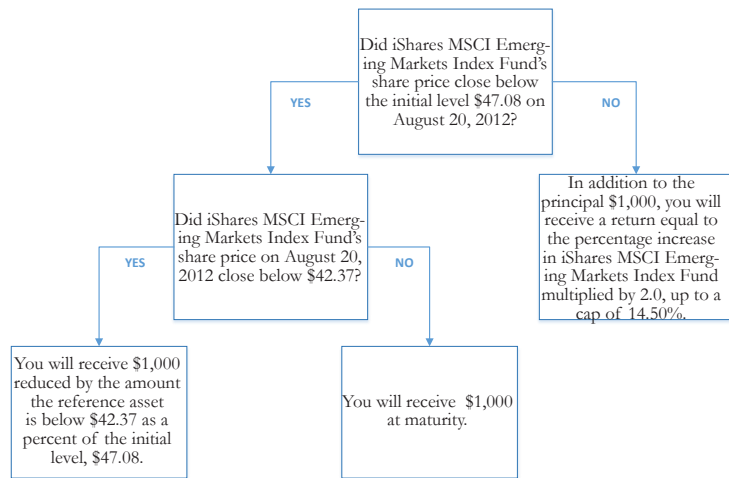 Did iShares MSCI Emerg-
ing Markets Index Fund's
share price close below
the initial level $47.08 on
August 20, 2012?
YES
NO
Did iShares MSCI Emerg-
ing Markets Index Fund's
share price on August 20,
2012 close below $42.37?
In addition to the
principal $1,000, you will
receive a return equal to
the percentage increase
in iShares MSCI Emerg-
ing Markets Index Fund
multiplied by 2.0, up to a
cap of 14.50%.
YES
NO
You will receive $1,000
reduced by the amount
the reference asset
is below $42.37 as a
percent of the initial
level, $47.08.
You will receive $1,000
at maturity.